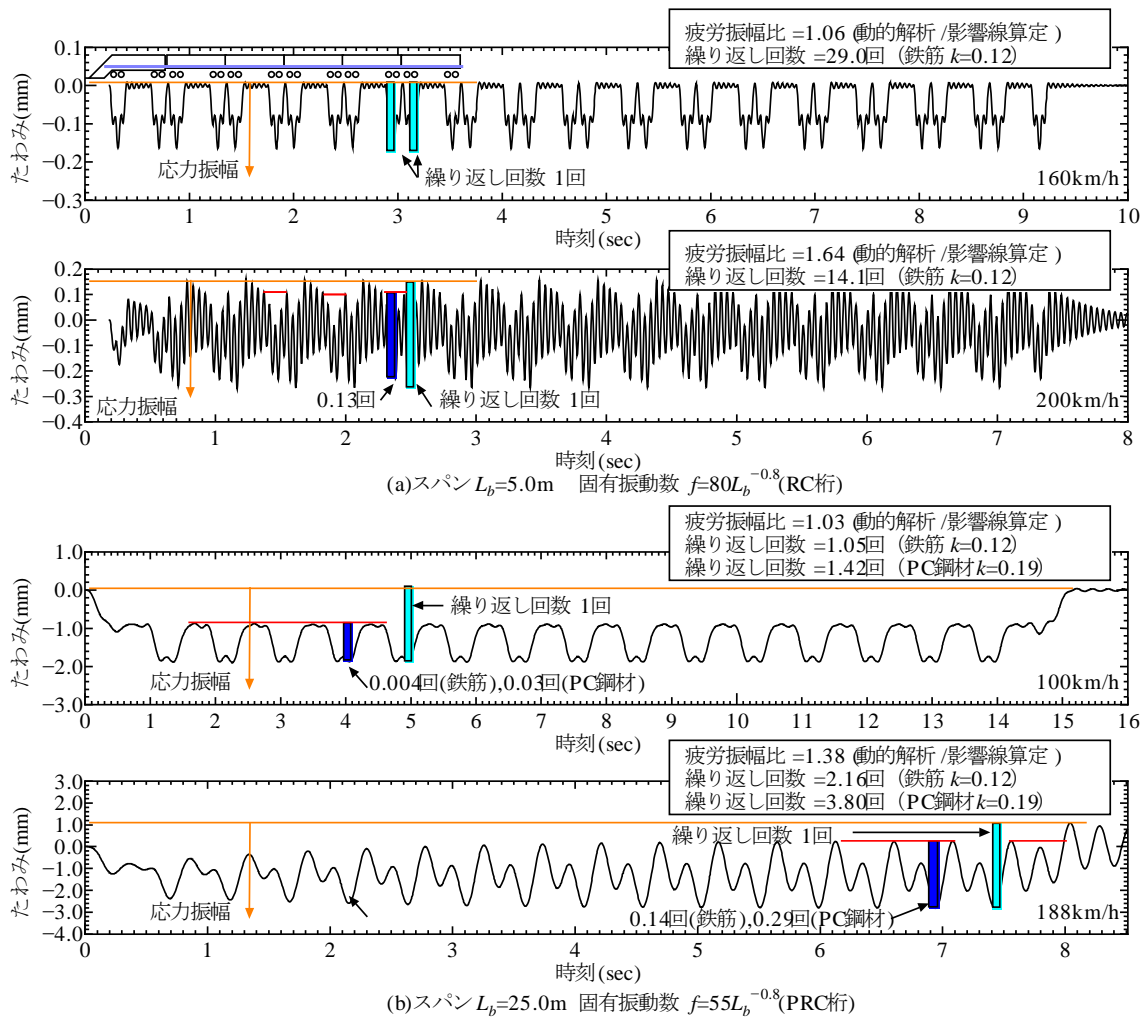 疲労振幅比 =1.06 (動的解析 /影響線算定 )
繰り返し回数 =29.0回 (鉄筋 k=0.12)
たわみ(mm)
0.1
0.0
−0.1
−0.2
−0.3
応力振幅
繰り返し回数 1回
160km/h
0 1 2 3 4 5 6 7 8 9 10
時刻(sec)
疲労振幅比 =1.64 (動的解析 /影響線算定 )
繰り返し回数 =14.1回 (鉄筋 k=0.12)
たわみ(mm)
0.2
0.1
0.0
−0.1
−0.2
−0.3
−0.4
応力振幅
0.13回
繰り返し回数 1回
200km/h
0 1 2 3 4 5 6 7 8
時刻(sec)
(a)スパン Lb=5.0m 固有振動数 f=80Lb−0.8(RC桁)
疲労振幅比 =1.03 (動的解析 /影響線算定 )
繰り返し回数 =1.05回 (鉄筋 k=0.12)
繰り返し回数 =1.42回 (PC鋼材 k=0.19)
たわみ(mm)
1.0
0.0
−1.0
−2.0
−3.0
繰り返し回数 1回
応力振幅
0.004回(鉄筋),0.03回(PC鋼材)
100km/h
0 1 2 3 4 5 6 7 8 9 10 11 12 13 14 15 16
時刻(sec)
疲労振幅比 =1.38 (動的解析 /影響線算定 )
繰り返し回数 =2.16回 (鉄筋 k=0.12)
繰り返し回数 =3.80回 (PC鋼材 k=0.19)
たわみ(mm)
3.0
2.0
1.0
0.0
−1.0
−2.0
−3.0
−4.0
繰り返し回数 1回
応力振幅
0.14回(鉄筋),0.29回(PC鋼材)
188km/h
0 1 2 3 4 5 6 7 8
時刻(sec)
(b)スパン Lb=25.0m 固有振動数 f=55Lb−0.8(PRC桁)